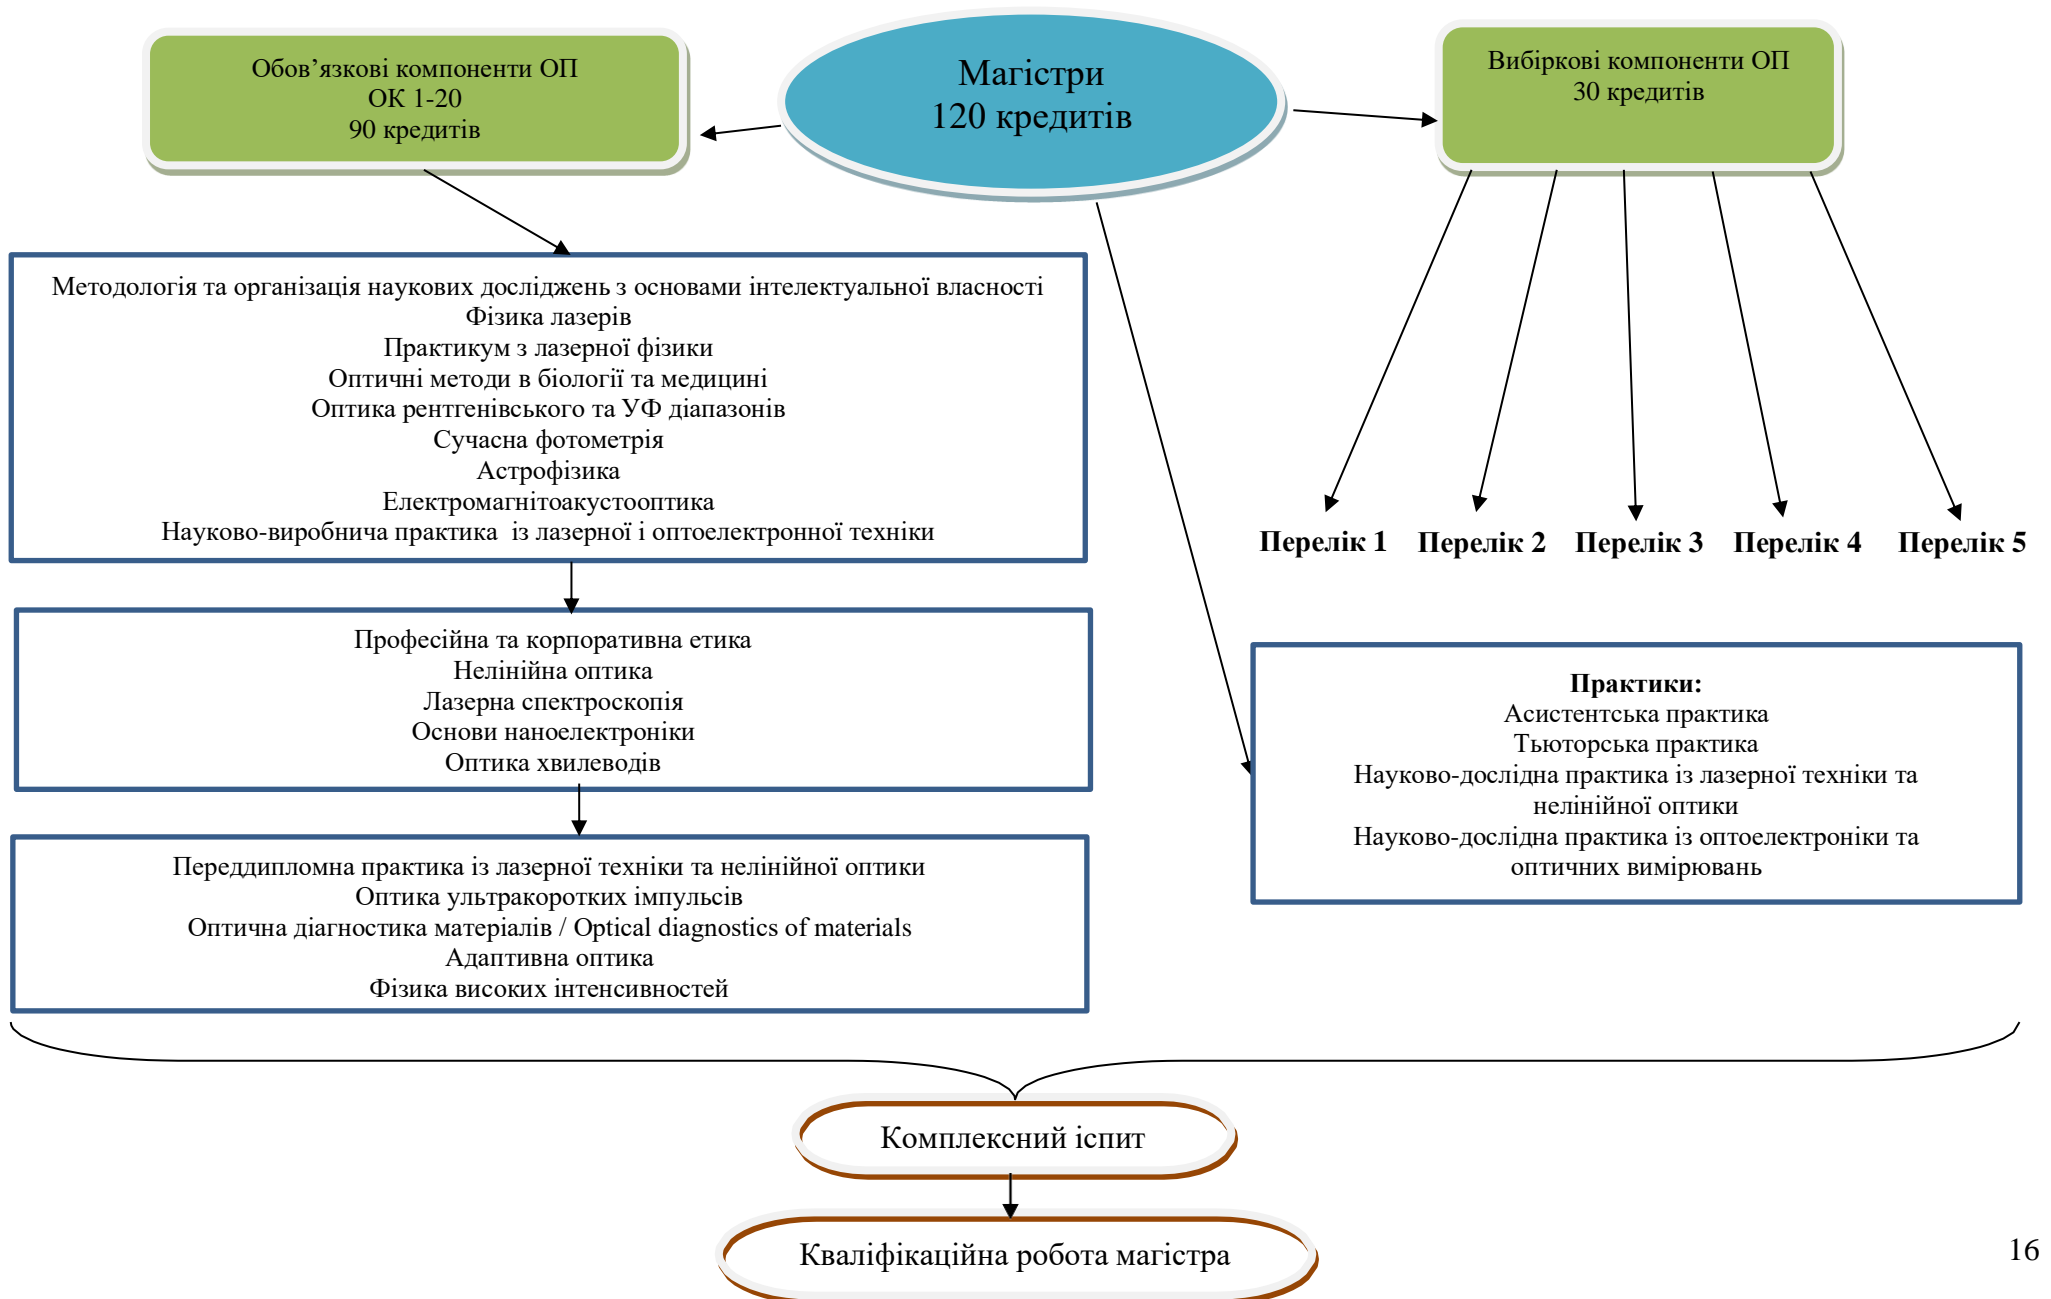 Обов’язкові компоненти ОП
ОК 1-20
90 кредитів
Магістри
120 кредитів
Вибіркові компоненти ОП
30 кредитів
Методологія та організація наукових досліджень з основами інтелектуальної власності
Фізика лазерів
Практикум з лазерної фізики
Оптичні методи в біології та медицині
Оптика рентгенівського та УФ діапазонів
Сучасна фотометрія
Астрофізика
Електромагнітоакустооптика
Науково-виробнича практика  із лазерної і оптоелектронної техніки
Перелік 1
Перелік 2
Перелік 3
Перелік 4
Перелік 5
Професійна та корпоративна етика
Нелінійна оптика
Лазерна спектроскопія
Основи наноелектроніки
Оптика хвилеводів
Практики:
Асистентська практика
Тьюторська практика
Науково-дослідна практика із лазерної техніки та
нелінійної оптики
Науково-дослідна практика із оптоелектроніки та
оптичних вимірювань
Переддипломна практика із лазерної техніки та нелінійної оптики
Оптика ультракоротких імпульсів
Оптична діагностика матеріалів / Optical diagnostics of materials
Адаптивна оптика
Фізика високих інтенсивностей
Комплексний іспит
Кваліфікаційна робота магістра
16